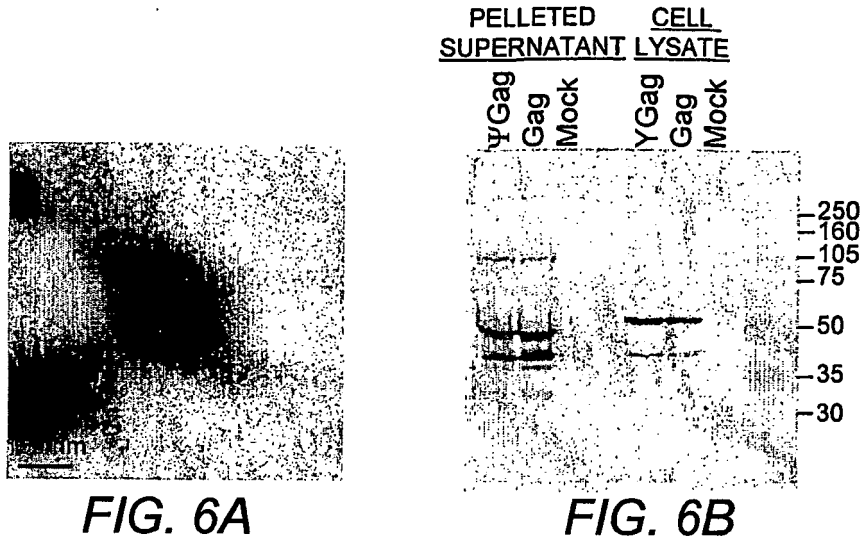 PELLETED SUPERNATANT
CELL LYSATE
ΨGag
Gag
Mock
YGag
Gag
Mock
250
160
105
75
50
35
30
FIG. 6A
FIG. 6B